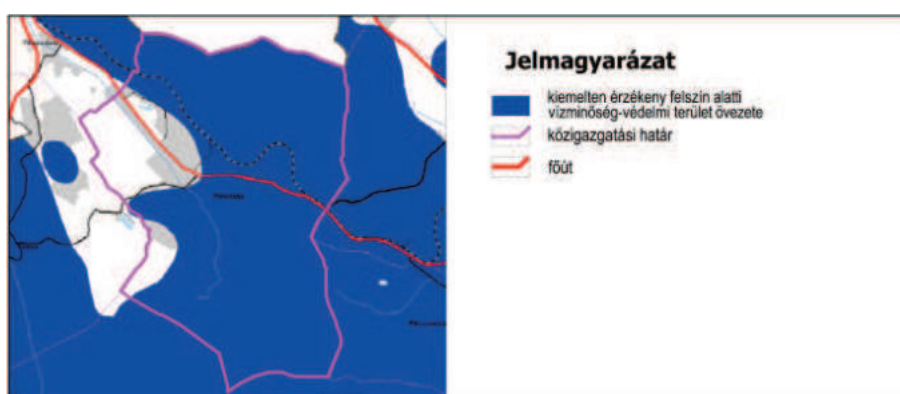 Jelmagyarázat
kiemelten érzékeny felszín alatti
vízminőség-védelmi terület övezete
közigazgatási határ
főút